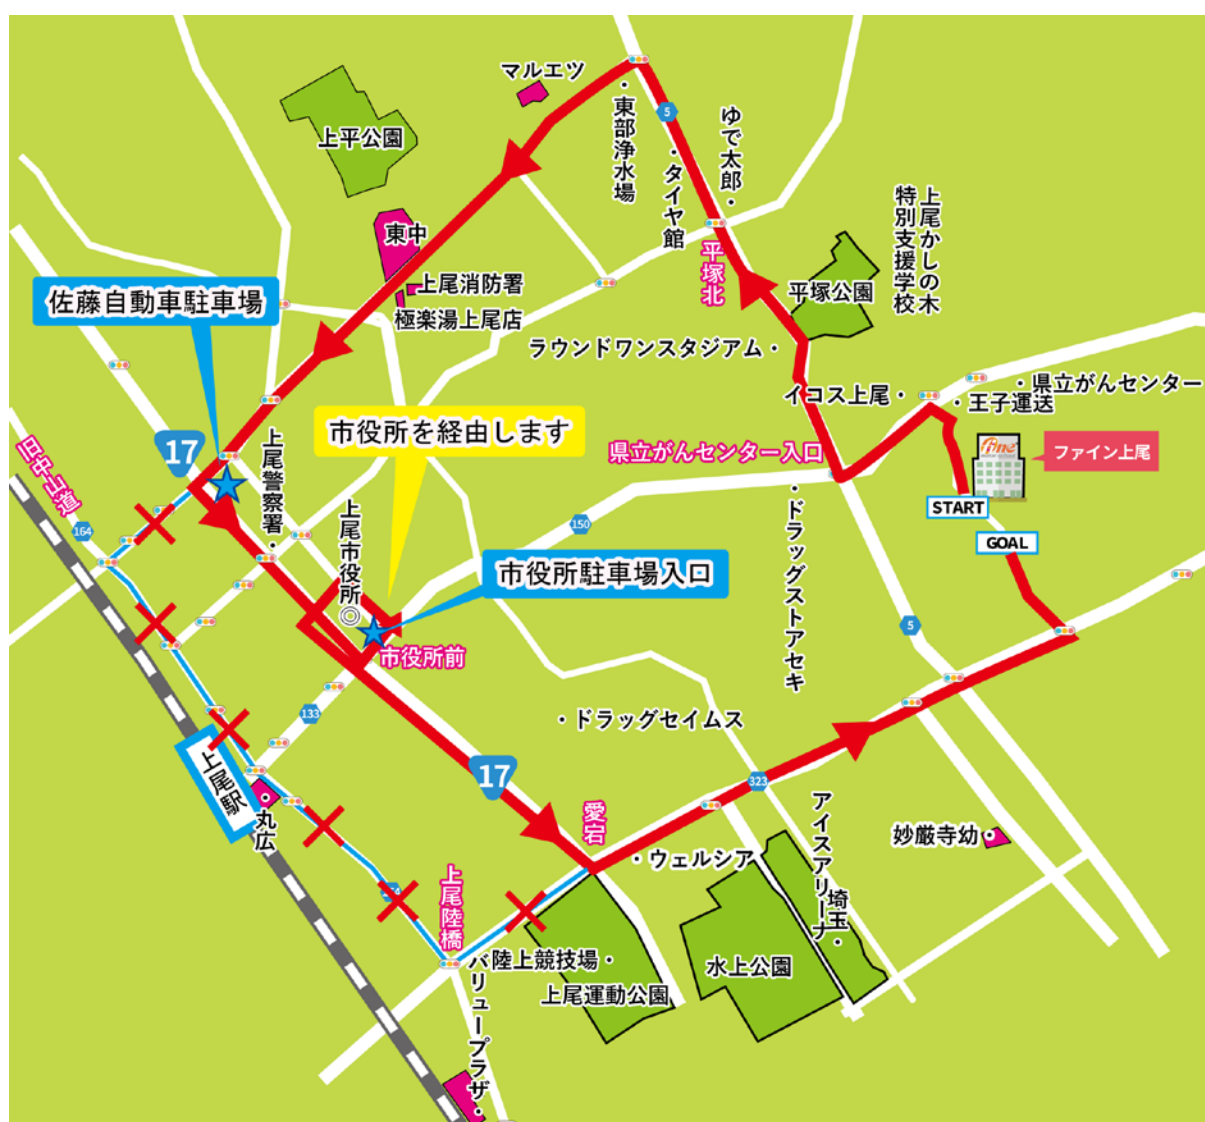 マルエツ
上平公園
・東部浄水場
5
・タイヤ館
ゆで太郎・
平塚北
上尾かしの木
特別支援学校
東中
上尾消防署
極楽湯上尾店
佐藤自動車駐車場
平塚公園
ラウンドワンスタジアム・
イコス上尾・
・県立がんセンター
・王子運送
市役所を経由します
県立がんセンター入口
fine
ファイン上尾
START
GOAL
17
旧中山道
164
上尾警察署・
上尾市役所
150
・ドラッグストアセキ
市役所駐車場入口
市役所前
5
133
・ドラッグセイムス
上尾駅
・丸広
17
愛宕
323
・ウェルシア
アイスアリーナ
埼玉・
妙厳寺幼・
上尾陸橋
陸上競技場・
上尾運動公園
水上公園
バリュープラザ・